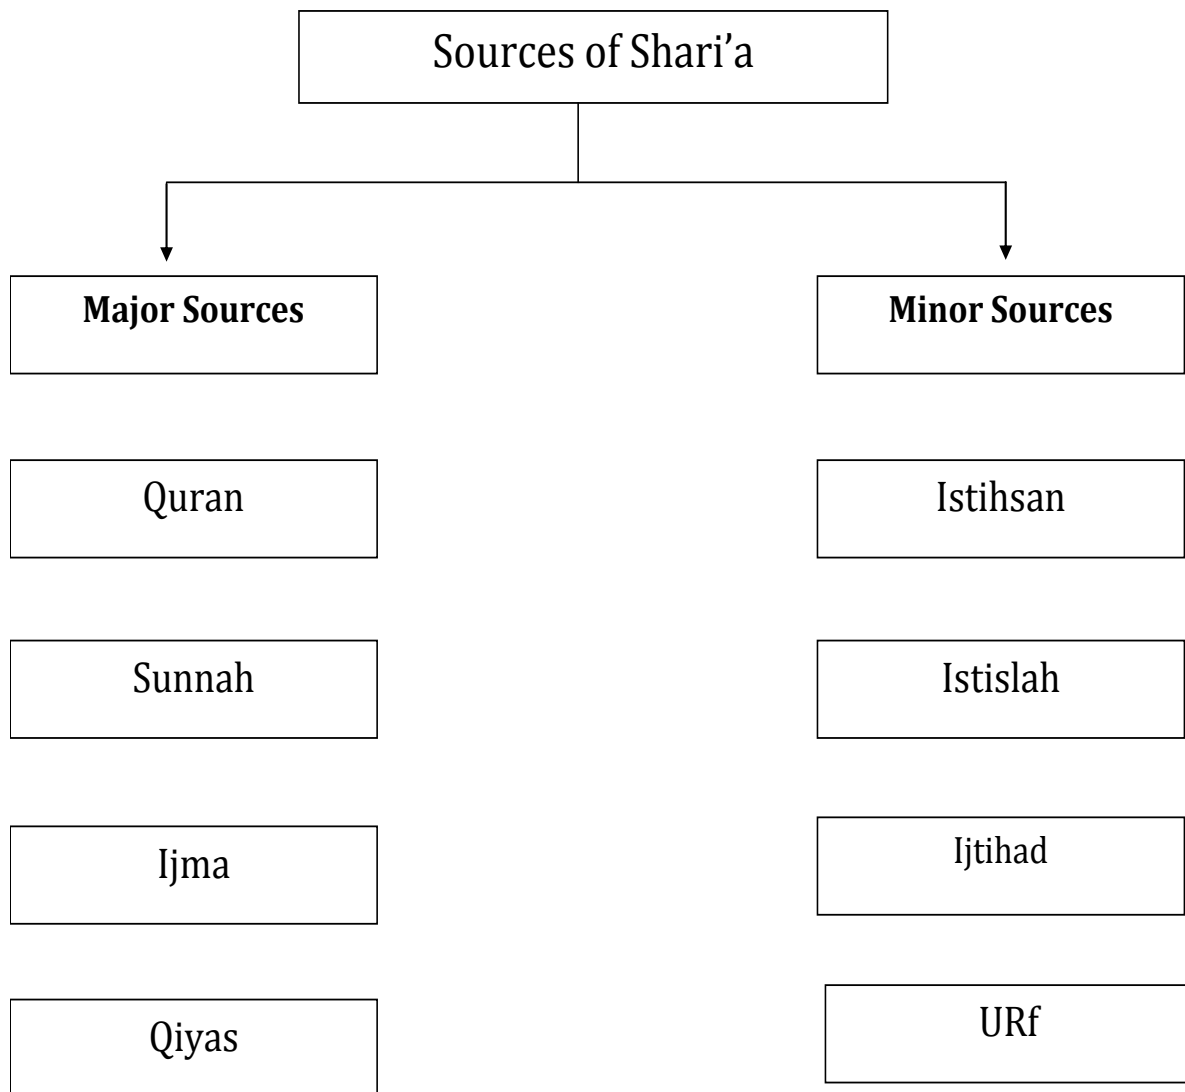 Sources of Shari’a
Major Sources
Minor Sources
Quran
Istihsan
Sunnah
Istislah
Ijma
Ijtihad
Qiyas
URf